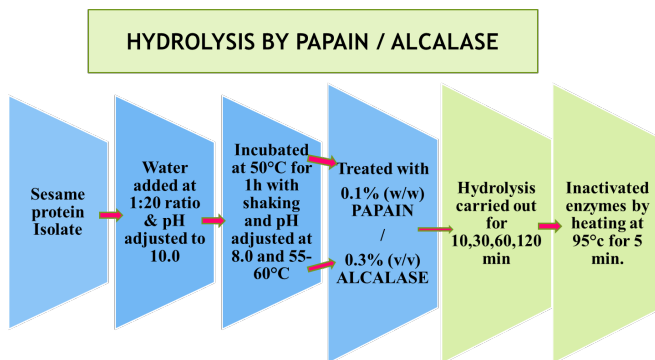 HYDROLYSIS BY PAPAIN / ALCALASE
Sesame
protein
Isolate
Water
added at
1:20 ratio
& pH
adjusted to
10.0
Incubated
at 50°C for
1h with
shaking
and pH
adjusted at
8.0 and 55-
60°C
Treated with
0.1% (w/w)
PAPAIN
/
0.3% (v/v)
ALCALASE
Hydrolysis
carried out
for
10,30,60,120
min
Inactivated
enzymes by
heating at
95°c for 5
min.